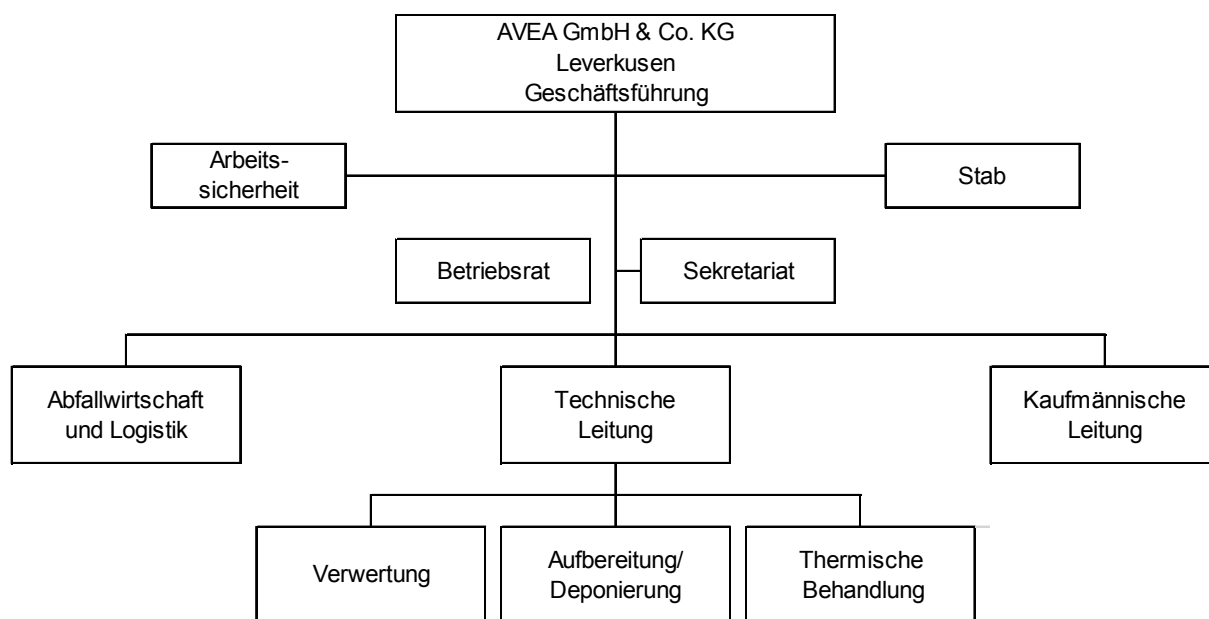 AVEA GmbH & Co. KG
Leverkusen
Geschäftsführung
Arbeits-
sicherheit
Stab
Betriebsrat
Sekretariat
Abfallwirtschaft
und Logistik
Technische
Leitung
Kaufmännische
Leitung
Verwertung
Aufbereitung/
Deponierung
Thermische
Behandlung